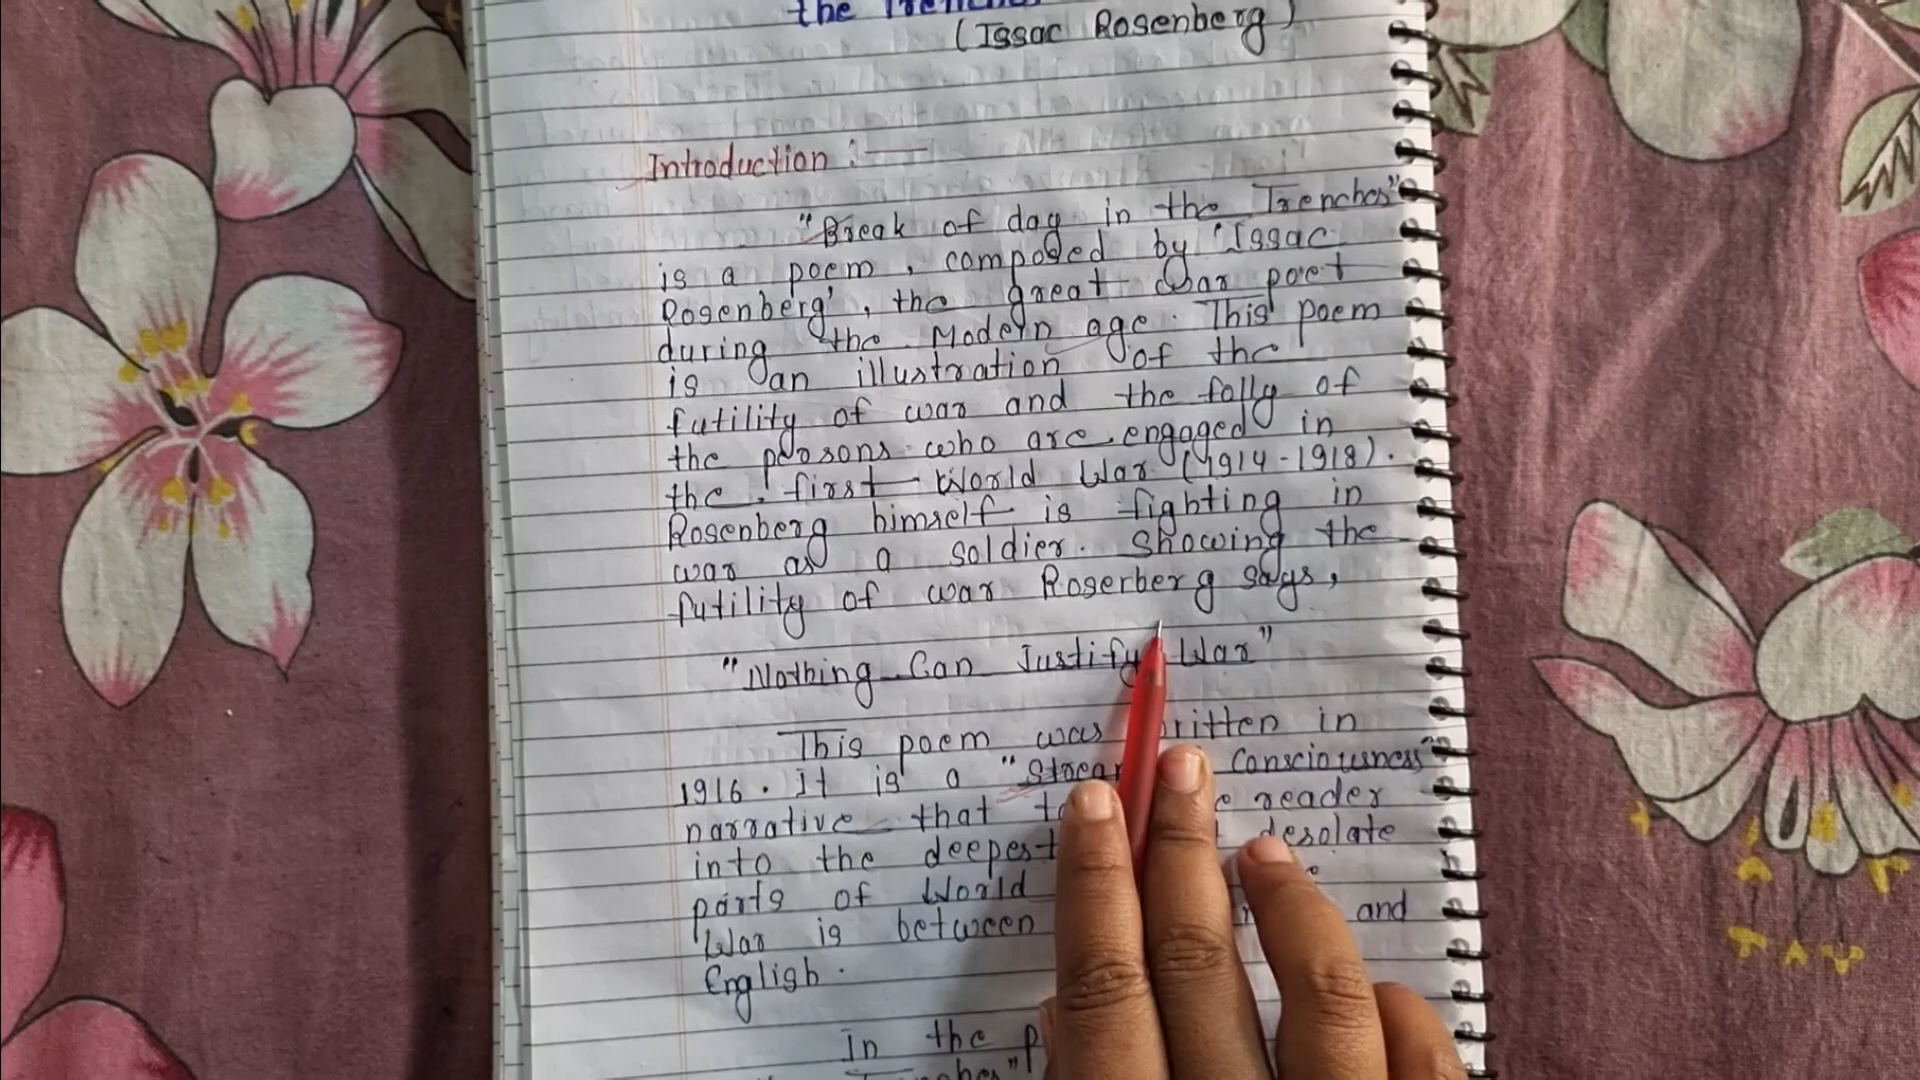 the Trenches
(Issac Rosenberg)
Introduction :—
"Break of day in the Trenches"
is a poem, composed by 'Issac
Rosenberg', the great war poet
during the Modern age. This poem
is an illustration of the
futility of war and the folly of
the persons who are engaged in
the first World War (1914-1918).
Rosenberg himself is fighting in
war as a soldier. Showing the
futility of war Roserberg says,
"Nothing Can Justify War"
This poem was written in
1916. It is a "Stream Consciousness"
narrative that reader
into the deepest desolate
parts of World
War is between and
English.
In the